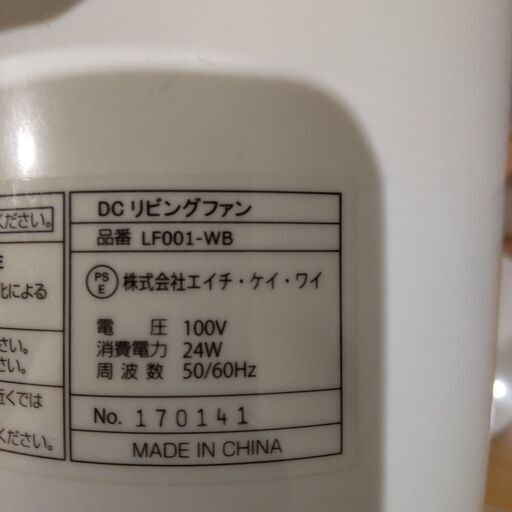 ださい。
E
化による
さい。
さい。
近くでは
ださい。
DC リビングファン
品番 LF001-WB
PS
E
株式会社エイチ・ケイ・ワイ
電圧 100V
消費電力 24W
周波数 50/60Hz
No. 170141
MADE IN CHINA